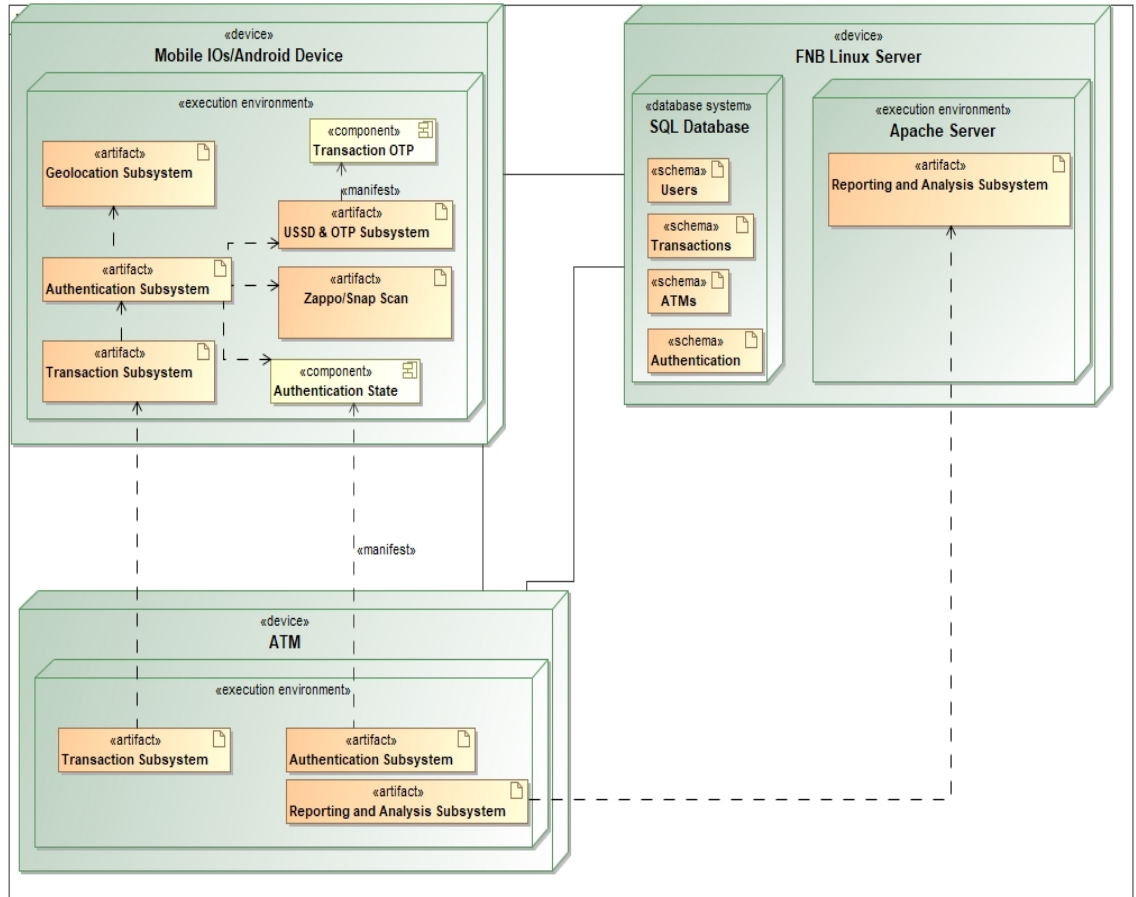 «device»
Mobile IOs/Android Device
«execution environment»
«component»
Transaction OTP
«artifact»
Geolocation Subsystem
«manifest»
«artifact»
USSD & OTP Subsystem
«artifact»
Authentication Subsystem
«artifact»
Zappo/Snap Scan
«artifact»
Transaction Subsystem
«component»
Authentication State
«device»
FNB Linux Server
«database system»
SQL Database
«schema»
Users
«schema»
Transactions
«schema»
ATMs
«schema»
Authentication
«execution environment»
Apache Server
«artifact»
Reporting and Analysis Subsystem
«manifest»
«device»
ATM
«execution environment»
«artifact»
Transaction Subsystem
«artifact»
Authentication Subsystem
«artifact»
Reporting and Analysis Subsystem